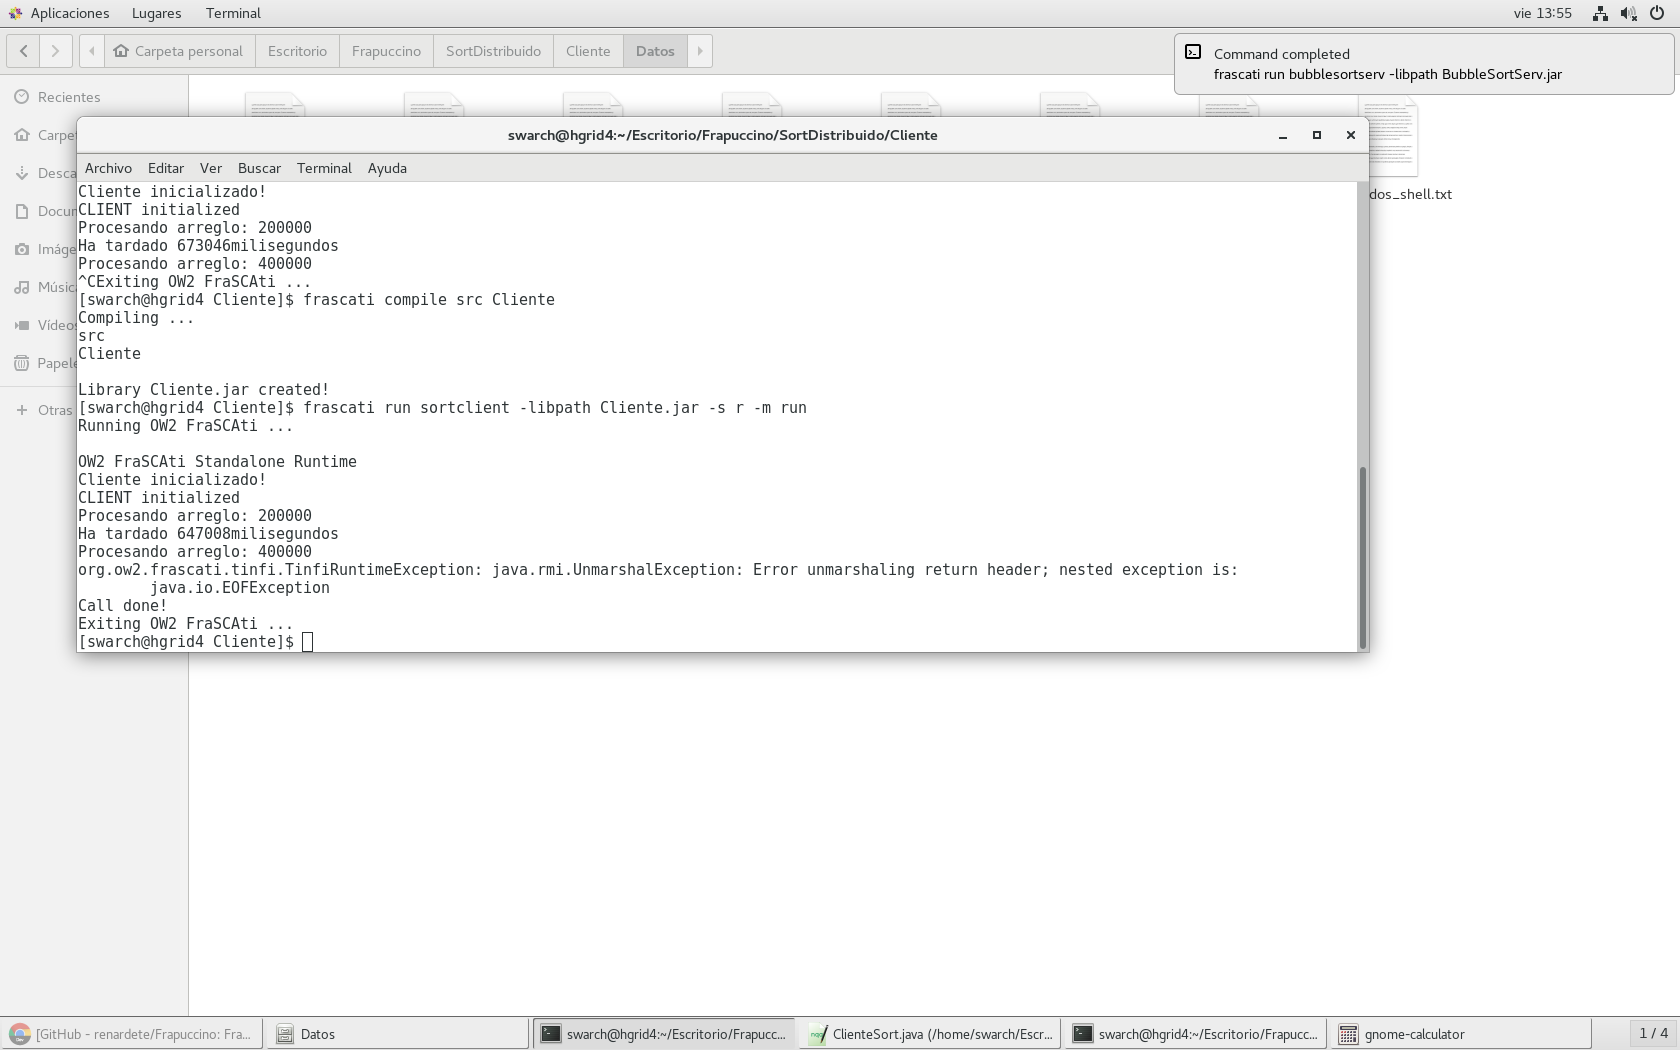 Aplicaciones Lugares Terminal vie 13:55
Carpeta personal Escritorio Frapuccino SortDistribuido Cliente Datos
Command completed
frascati run bubblesortserv -libpath BubbleSortServ.jar
Recientes
Carpet
Desca
Docum
Imáge
Música
Vídeos
Papele
Otras
dos_shell.txt
swarch@hgrid4:~/Escritorio/Frapuccino/SortDistribuido/Cliente
Archivo Editar Ver Buscar Terminal Ayuda
Cliente inicializado!
CLIENT initialized
Procesando arreglo: 200000
Ha tardado 673046milisegundos
Procesando arreglo: 400000
^CExiting OW2 FraSCAti ...
[swarch@hgrid4 Cliente]$ frascati compile src Cliente
Compiling ...
src
Cliente
Library Cliente.jar created!
[swarch@hgrid4 Cliente]$ frascati run sortclient -libpath Cliente.jar -s r -m run
Running OW2 FraSCAti ...
OW2 FraSCAti Standalone Runtime
Cliente inicializado!
CLIENT initialized
Procesando arreglo: 200000
Ha tardado 647008milisegundos
Procesando arreglo: 400000
org.ow2.frascati.tinfi.TinfiRuntimeException: java.rmi.UnmarshalException: Error unmarshaling return header; nested exception is:
java.io.EOFException
Call done!
Exiting OW2 FraSCAti ...
[swarch@hgrid4 Cliente]$
[GitHub - renardete/Frapuccino: Fra... Datos swarch@hgrid4:~/Escritorio/Frapucc... ClienteSort.java (/home/swarch/Escr... swarch@hgrid4:~/Escritorio/Frapucc... gnome-calculator 1 / 4